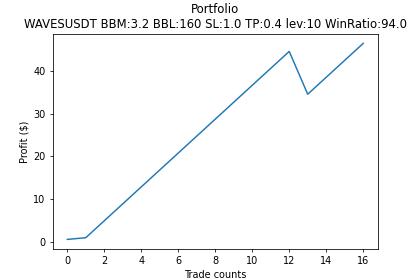 Portfolio
WAVESUSDT BBM:3.2 BBL:160 SL:1.0 TP:0.4 lev:10 WinRatio:94.0
Profit ($)
40
30
20
10
0
0 2 4 6 8 10 12 14 16
Trade counts